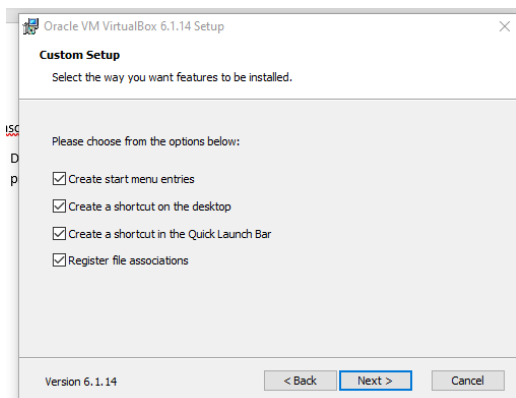 Oracle VM VirtualBox 6.1.14 Setup
Custom Setup
Select the way you want features to be installed.
Please choose from the options below:
Create start menu entries
Create a shortcut on the desktop
Create a shortcut in the Quick Launch Bar
Register file associations
Version 6.1.14
< Back Next > Cancel